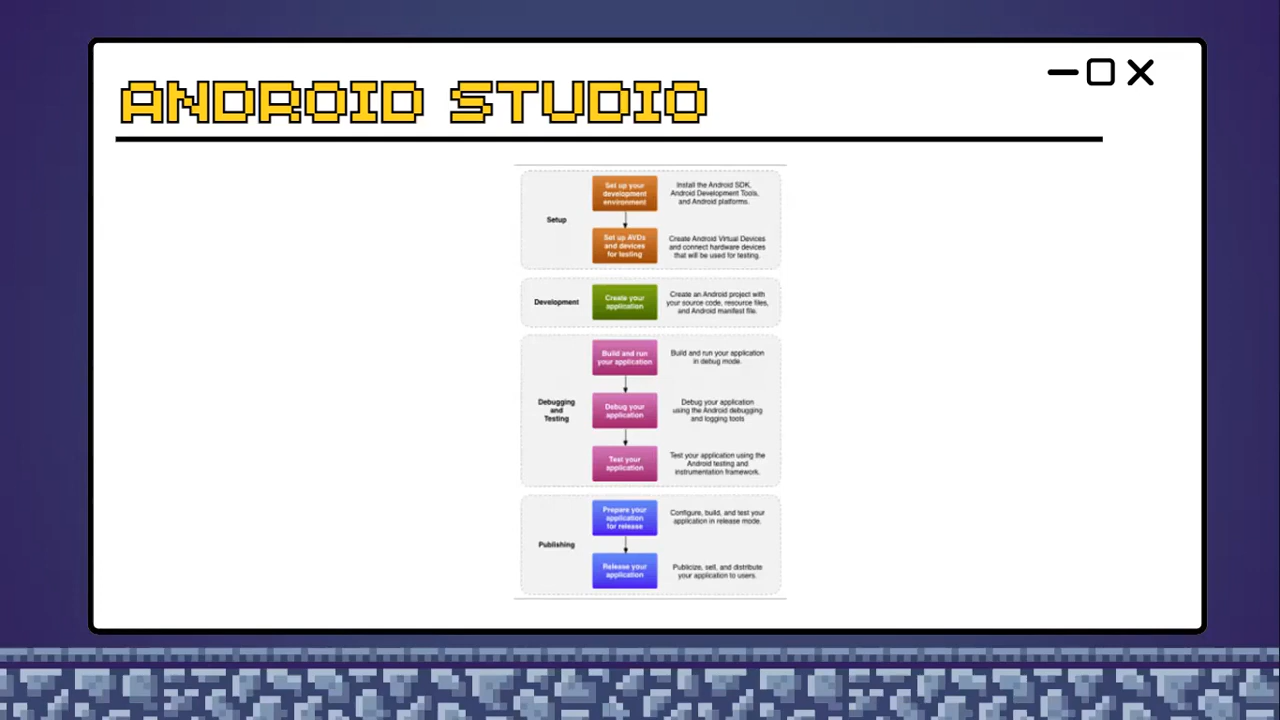 ANDROID STUDIO
Setup
Set up your
development
environment
Install the Android SDK,
Android Development Tools,
and Android platforms.
Set up AVDs
and devices
for testing
Create Android Virtual Devices
and connect hardware devices
that will be used for testing.
Development
Create your
application
Create an Android project with
your source code, resource files,
and Android manifest file.
Debugging
and
Testing
Build and run
your application
Build and run your application
in debug mode.
Debug your
application
Debug your application
using the Android debugging
and logging tools
Test your
application
Test your application using the
Android testing and
instrumentation framework.
Publishing
Prepare your
application
for release
Configure, build, and test your
application in release mode.
Release your
application
Publicize, sell, and distribute
your application to users.